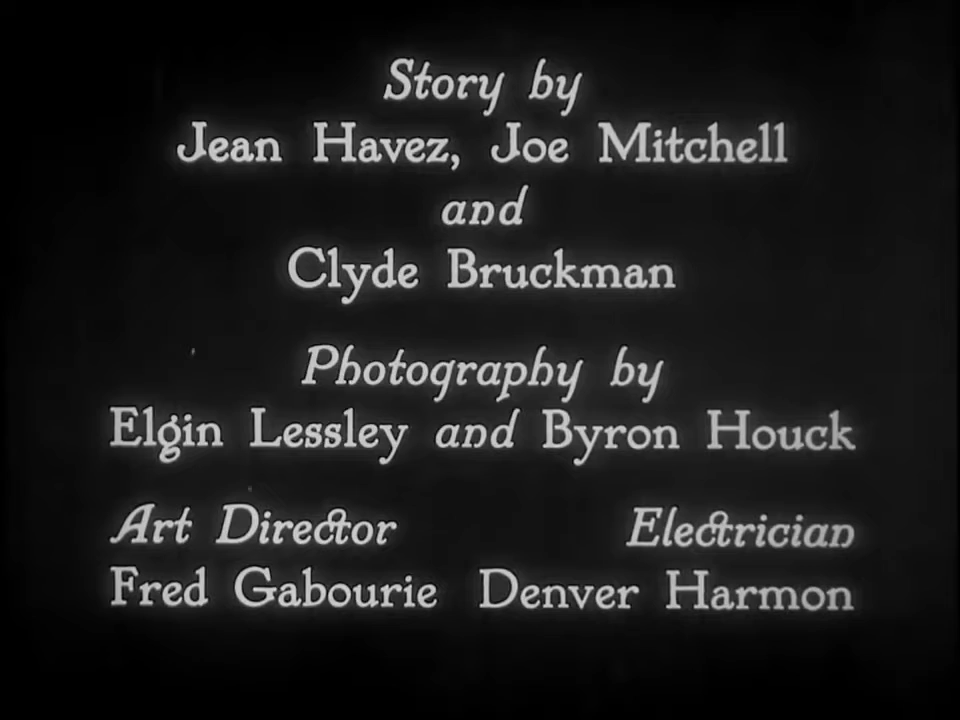 Story by
Jean Havez, Joe Mitchell
and
Clyde Bruckman
Photography by
Elgin Lessley and Byron Houck
Art Director Electrician
Fred Gabourie Denver Harmon